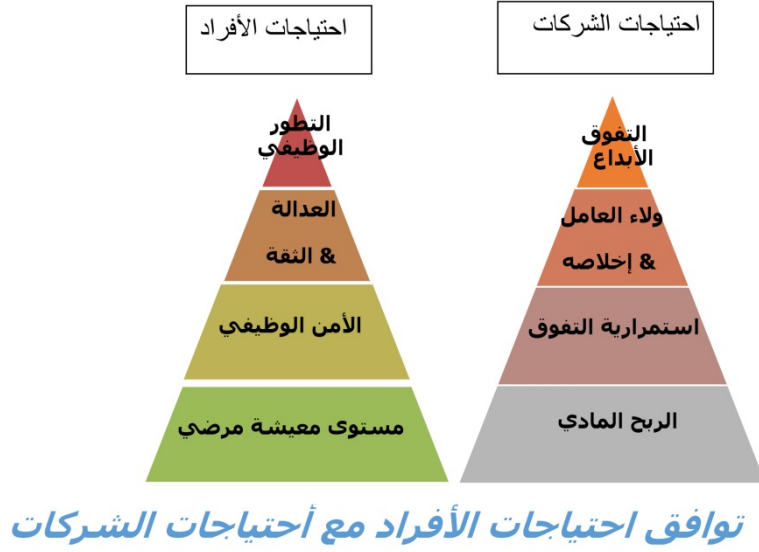 احتياجات الشركات
احتياجات الأفراد
التفوق
الأبداع
ولاء العامل
& إخلاصه
استمرارية التفوق
الربح المادي
التطور
الوظيفي
العدالة
& الثقة
الأمن الوظيفي
مستوى معيشة مرضي
توافق احتياجات الأفراد مع أحتياجات الشركات